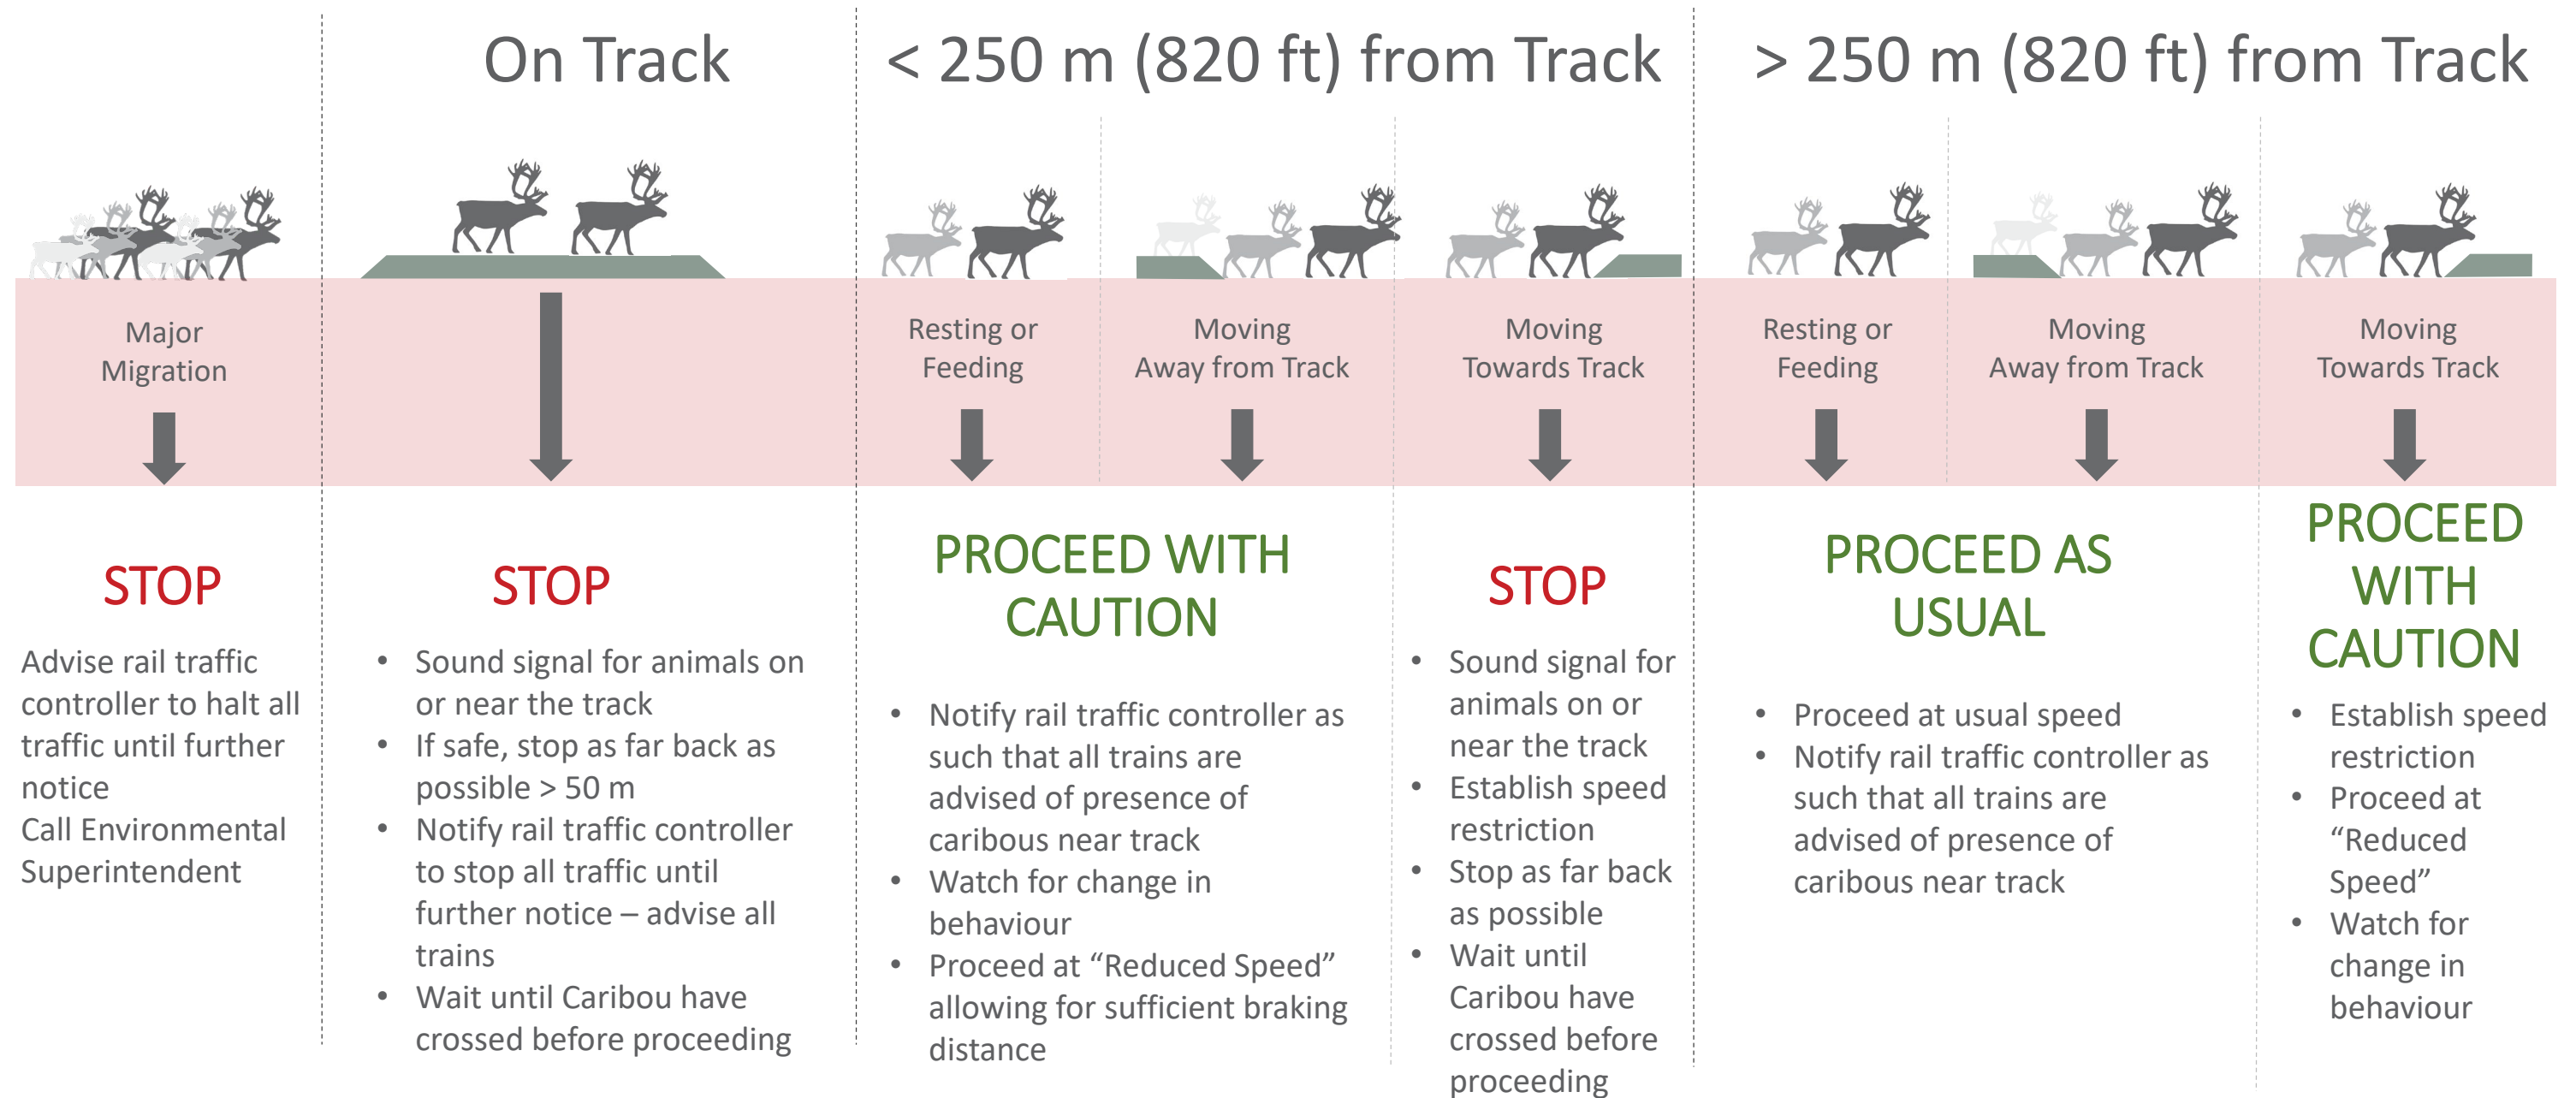 On Track
< 250 m (820 ft) from Track
> 250 m (820 ft) from Track
Major
Migration
Resting or
Feeding
Moving
Away from Track
Moving
Towards Track
Resting or
Feeding
Moving
Away from Track
Moving
Towards Track
STOP
Advise rail traffic
controller to halt all
traffic until further
notice
Call Environmental
Superintendent
STOP
• Sound signal for animals on
or near the track
• If safe, stop as far back as
possible > 50 m
• Notify rail traffic controller
to stop all traffic until
further notice – advise all
trains
• Wait until Caribou have
crossed before proceeding
PROCEED WITH
CAUTION
• Notify rail traffic controller as
such that all trains are
advised of presence of
caribous near track
• Watch for change in
behaviour
• Proceed at “Reduced Speed”
allowing for sufficient braking
distance
STOP
• Sound signal for
animals on or
near the track
• Establish speed
restriction
• Stop as far back
as possible
• Wait until
Caribou have
crossed before
proceeding
PROCEED AS
USUAL
• Proceed at usual speed
• Notify rail traffic controller as
such that all trains are
advised of presence of
caribous near track
PROCEED
WITH
CAUTION
• Establish speed
restriction
• Proceed at
“Reduced
Speed”
• Watch for
change in
behaviour